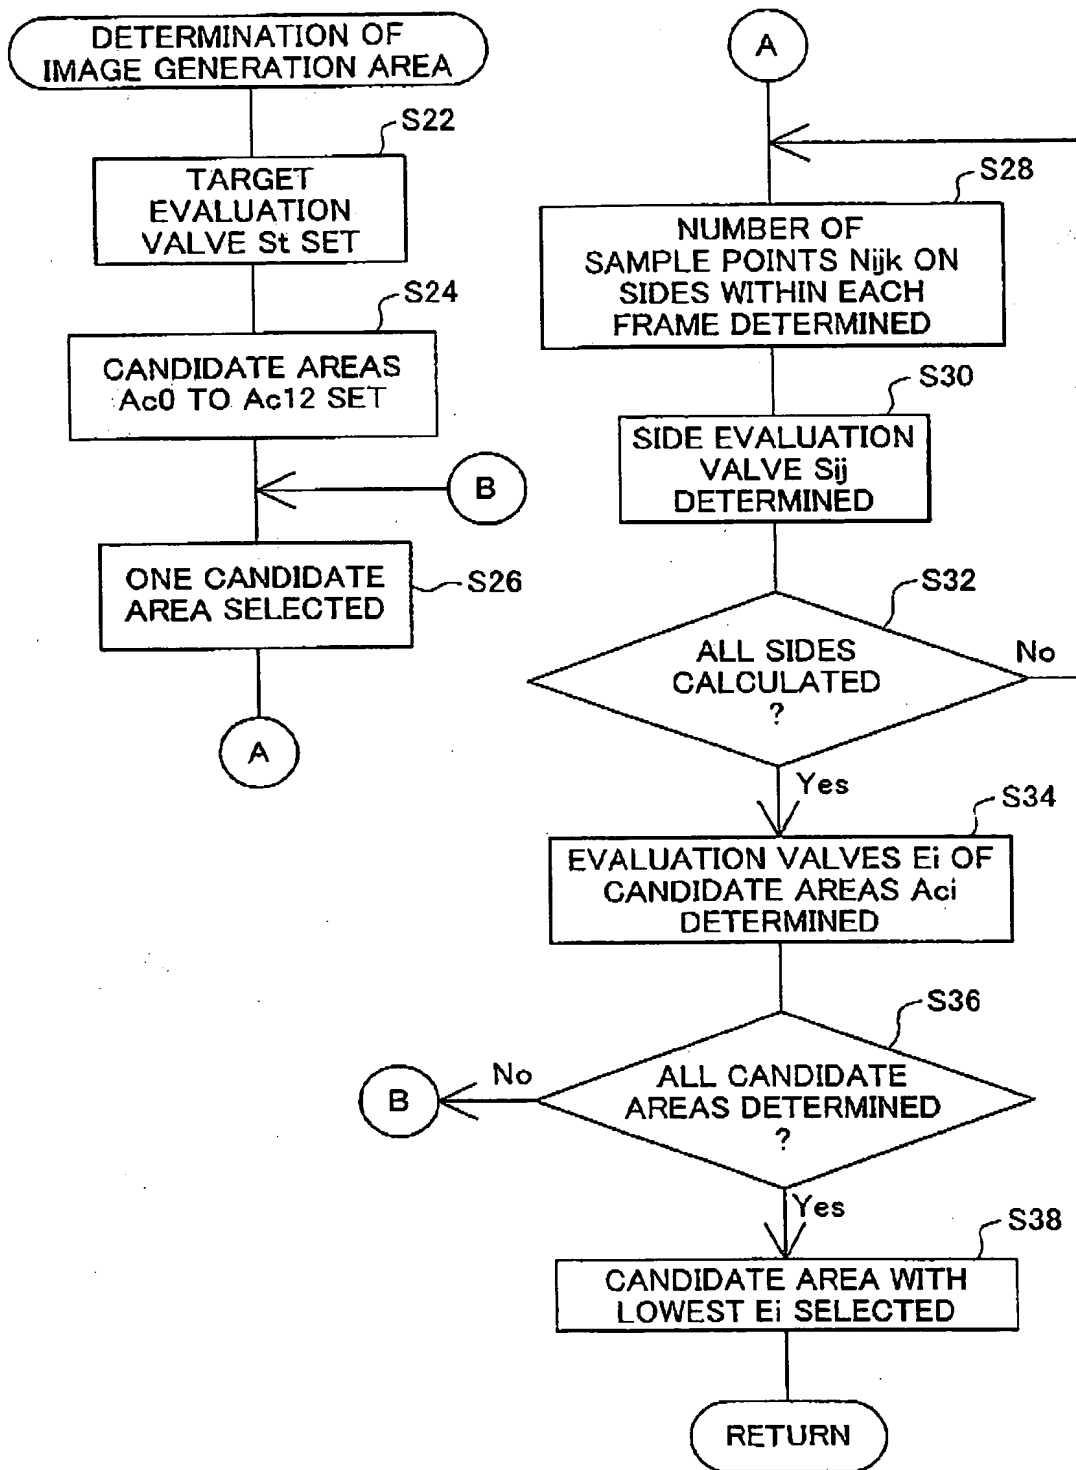 DETERMINATION OF
IMAGE GENERATION AREA
S22
TARGET
EVALUATION
VALVE St SET
S24
CANDIDATE AREAS
Ac0 TO Ac12 SET
B
ONE CANDIDATE
AREA SELECTED
S26
A
A
S28
NUMBER OF
SAMPLE POINTS Nijk ON
SIDES WITHIN EACH
FRAME DETERMINED
S30
SIDE EVALUATION
VALVE Sij
DETERMINED
S32
ALL SIDES
CALCULATED
?
No
Yes
S34
EVALUATION VALVES Ei OF
CANDIDATE AREAS Aci
DETERMINED
S36
ALL CANDIDATE
AREAS DETERMINED
?
No
B
Yes
S38
CANDIDATE AREA WITH
LOWEST Ei SELECTED
RETURN